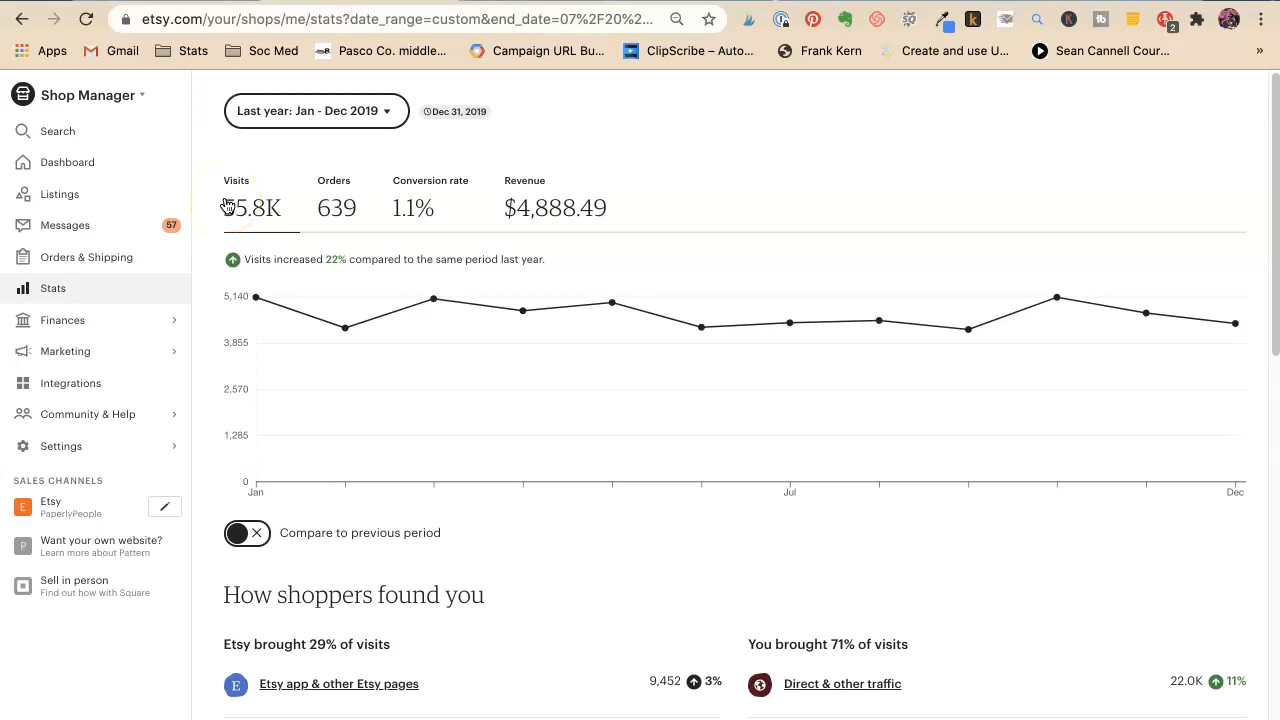 etsy.com/your/shops/me/stats?date_range=custom&end_date=07%2F20%2...
2
Apps
Gmail
Stats
Soc Med
Pasco Co. middle...
Campaign URL Bu...
ClipScribe – Auto...
Frank Kern
Create and use U...
Sean Cannell Cour...
»
Shop Manager
Search
Dashboard
Listings
Messages
57
Orders & Shipping
Stats
Finances
Marketing
Integrations
Community & Help
Settings
SALES CHANNELS
E
Etsy
PaperlyPeople
P
Want your own website?
Learn more about Pattern
Sell in person
Find out how with Square
Last year: Jan - Dec 2019
Dec 31, 2019
Visits
55.8K
Orders
639
Conversion rate
1.1%
Revenue
$4,888.49
Visits increased 22% compared to the same period last year.
5,140
3,855
2,570
1,285
0
Jan
Jul
Dec
Compare to previous period
How shoppers found you
Etsy brought 29% of visits
E
Etsy app & other Etsy pages
9,452
3%
You brought 71% of visits
Direct & other traffic
22.0K
11%